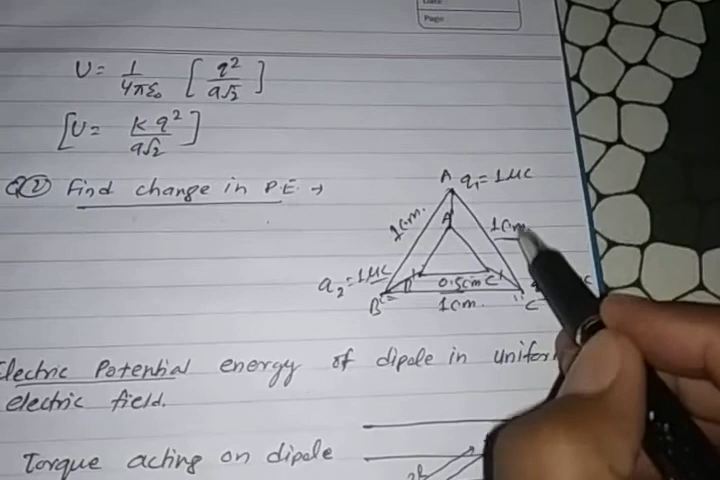 Page
U = 1/4πε₀ [ q²/a√2 ]
[U = Kq²/a√2 ]
Q② Find change in P.E. →
A q₁ = 1μc
1cm.
A'
1cm
q₂ = 1μc
0.5cm C'
B
1cm.
C
Electric Potential energy of dipole in
electric field.
Torque acting on dipole